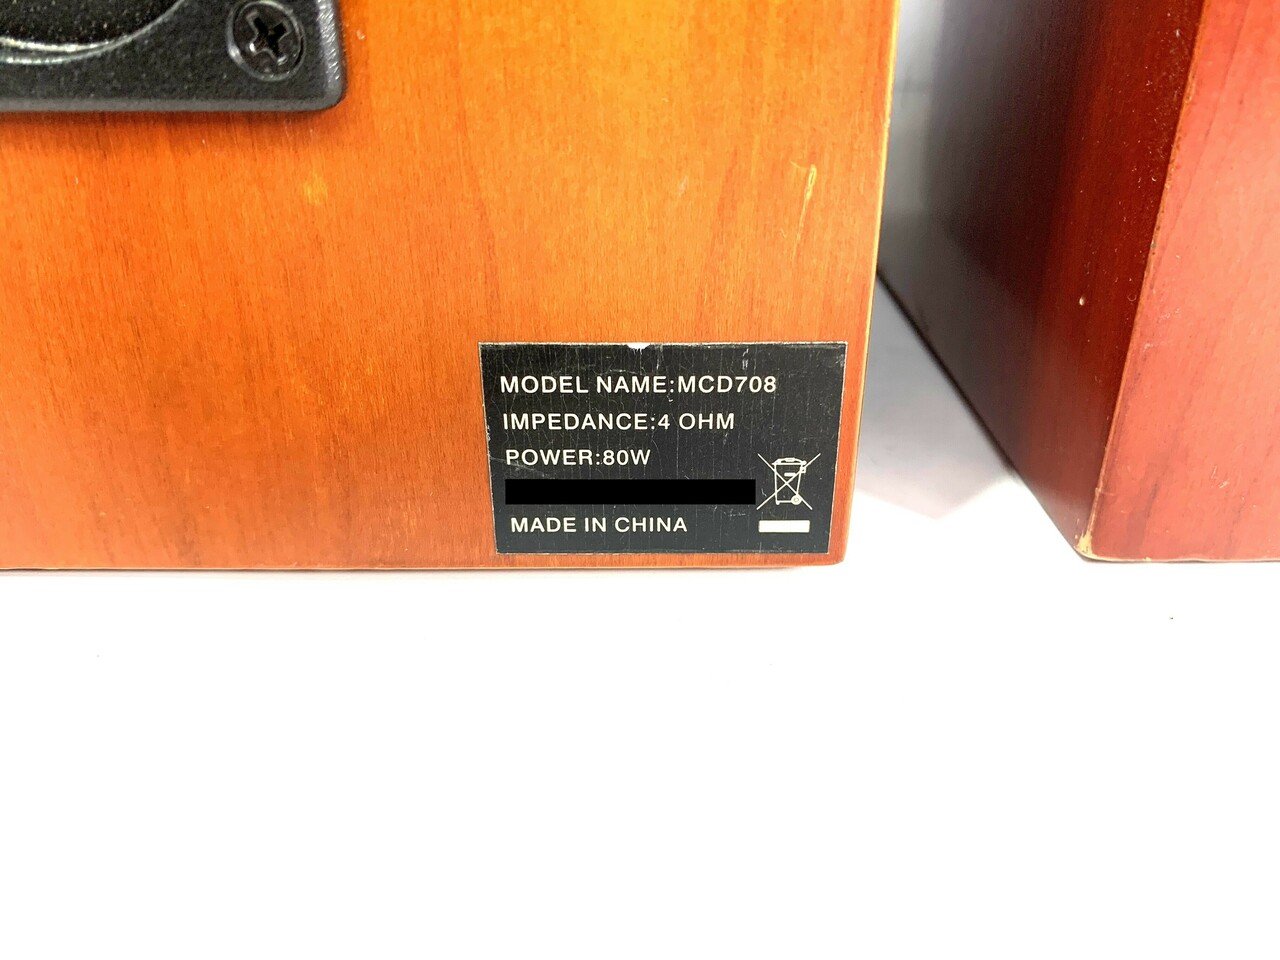 MODEL NAME:MCD708
IMPEDANCE:4 OHM
POWER:80W
MADE IN CHINA